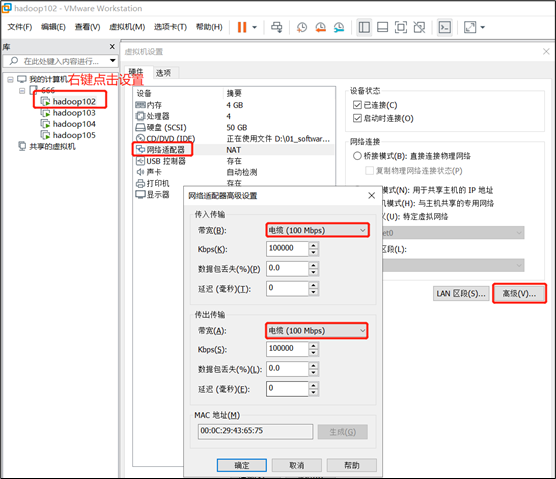 hadoop102 - VMware Workstation
文件(F) 编辑(E) 查看(V) 虚拟机(M) 选项卡(T) 帮助(H)
库
在此处键入内容进行...
我的计算机
右键点击设置
666
hadoop102
hadoop103
hadoop104
hadoop105
共享的虚拟机
虚拟机设置
硬件 选项
设备 摘要
内存 4 GB
处理器 4
硬盘 (SCSI) 50 GB
CD/DVD (IDE) 正在使用文件 D:\01_softwar...
网络适配器 NAT
USB 控制器 存在
声卡 自动检测
打印机 存在
显示器
设备状态
已连接(C)
启动时连接(O)
网络连接
桥接模式(B): 直接连接物理网络
复制物理网络连接状态(P)
模式(N): 用于共享主机的 IP 地址
机模式(H): 与主机共享的专用网络
(U): 特定虚拟网络
et0
区段(L):
LAN 区段(S)... 高级(V)...
网络适配器高级设置
传入传输
带宽(B): 电缆 (100 Mbps)
Kbps(K): 100000
数据包丢失(%)(P) 0.0
延迟 (毫秒)(T): 0
传出传输
带宽(A): 电缆 (100 Mbps)
Kbps(S): 100000
数据包丢失(%)(L): 0.0
延迟 (毫秒)(E): 0
MAC 地址(M)
00:0C:29:43:65:75 生成(G)
确定 取消 帮助